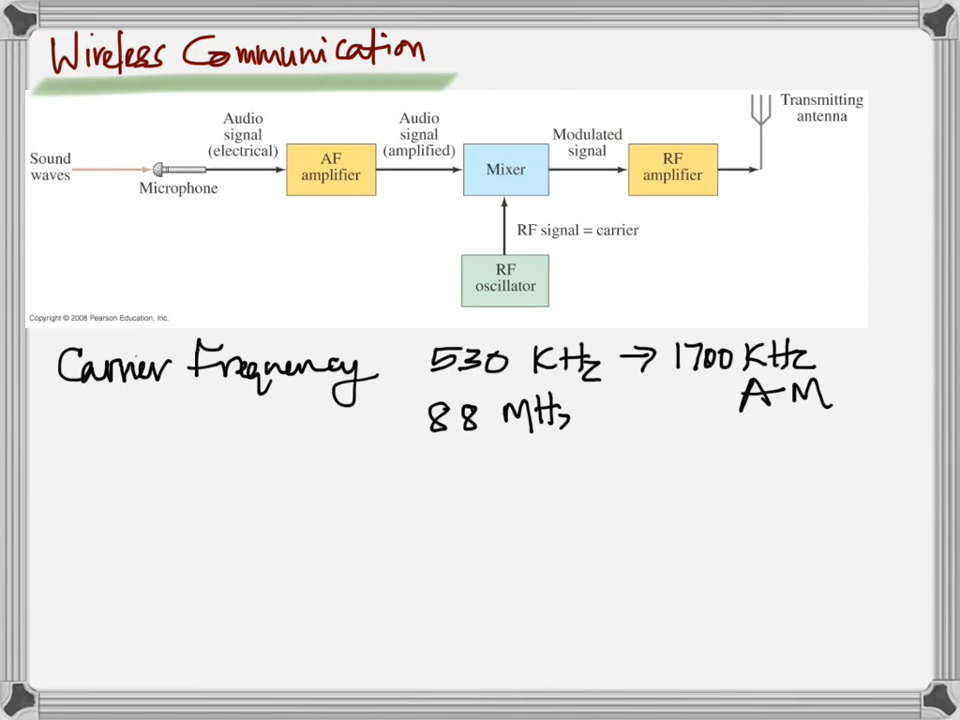 Wireless Communication
Audio signal (electrical)
Audio signal (amplified)
Modulated signal
Transmitting antenna
Sound waves
Microphone
AF amplifier
Mixer
RF amplifier
RF signal = carrier
RF oscillator
Copyright © 2008 Pearson Education, Inc.
Carrier Frequency 530 KHz → 1700 KHz
AM
88 MHz